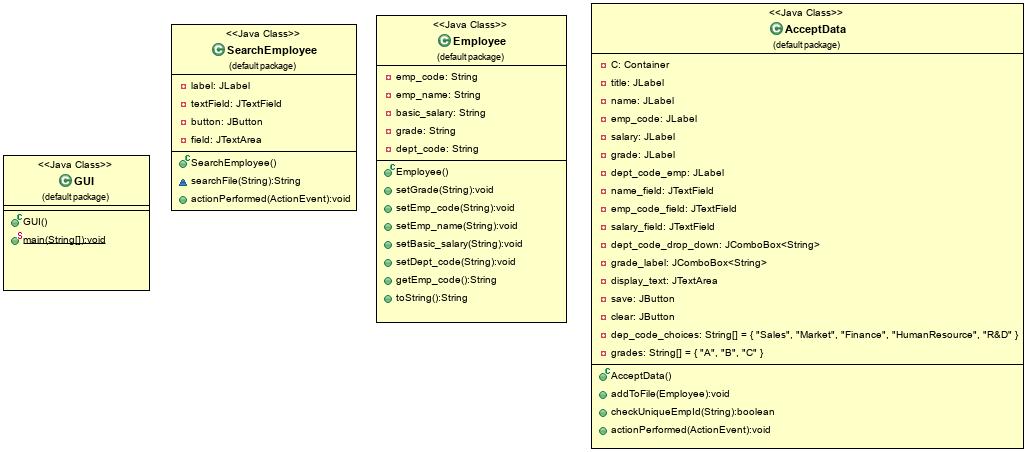 <<Java Class>>
GUI
(default package)
GUI()
main(String[]):void
<<Java Class>>
SearchEmployee
(default package)
label: JLabel
textField: JTextField
button: JButton
field: JTextArea
SearchEmployee()
searchFile(String):String
actionPerformed(ActionEvent):void
<<Java Class>>
Employee
(default package)
emp_code: String
emp_name: String
basic_salary: String
grade: String
dept_code: String
Employee()
setGrade(String):void
setEmp_code(String):void
setEmp_name(String):void
setBasic_salary(String):void
setDept_code(String):void
getEmp_code():String
toString():String
<<Java Class>>
AcceptData
(default package)
C: Container
title: JLabel
name: JLabel
emp_code: JLabel
salary: JLabel
grade: JLabel
dept_code_emp: JLabel
name_field: JTextField
emp_code_field: JTextField
salary_field: JTextField
dept_code_drop_down: JComboBox<String>
grade_label: JComboBox<String>
display_text: JTextArea
save: JButton
clear: JButton
dep_code_choices: String[] = { "Sales", "Market", "Finance", "HumanResource", "R&D" }
grades: String[] = { "A", "B", "C" }
AcceptData()
addToFile(Employee):void
checkUniqueEmpId(String):boolean
actionPerformed(ActionEvent):void